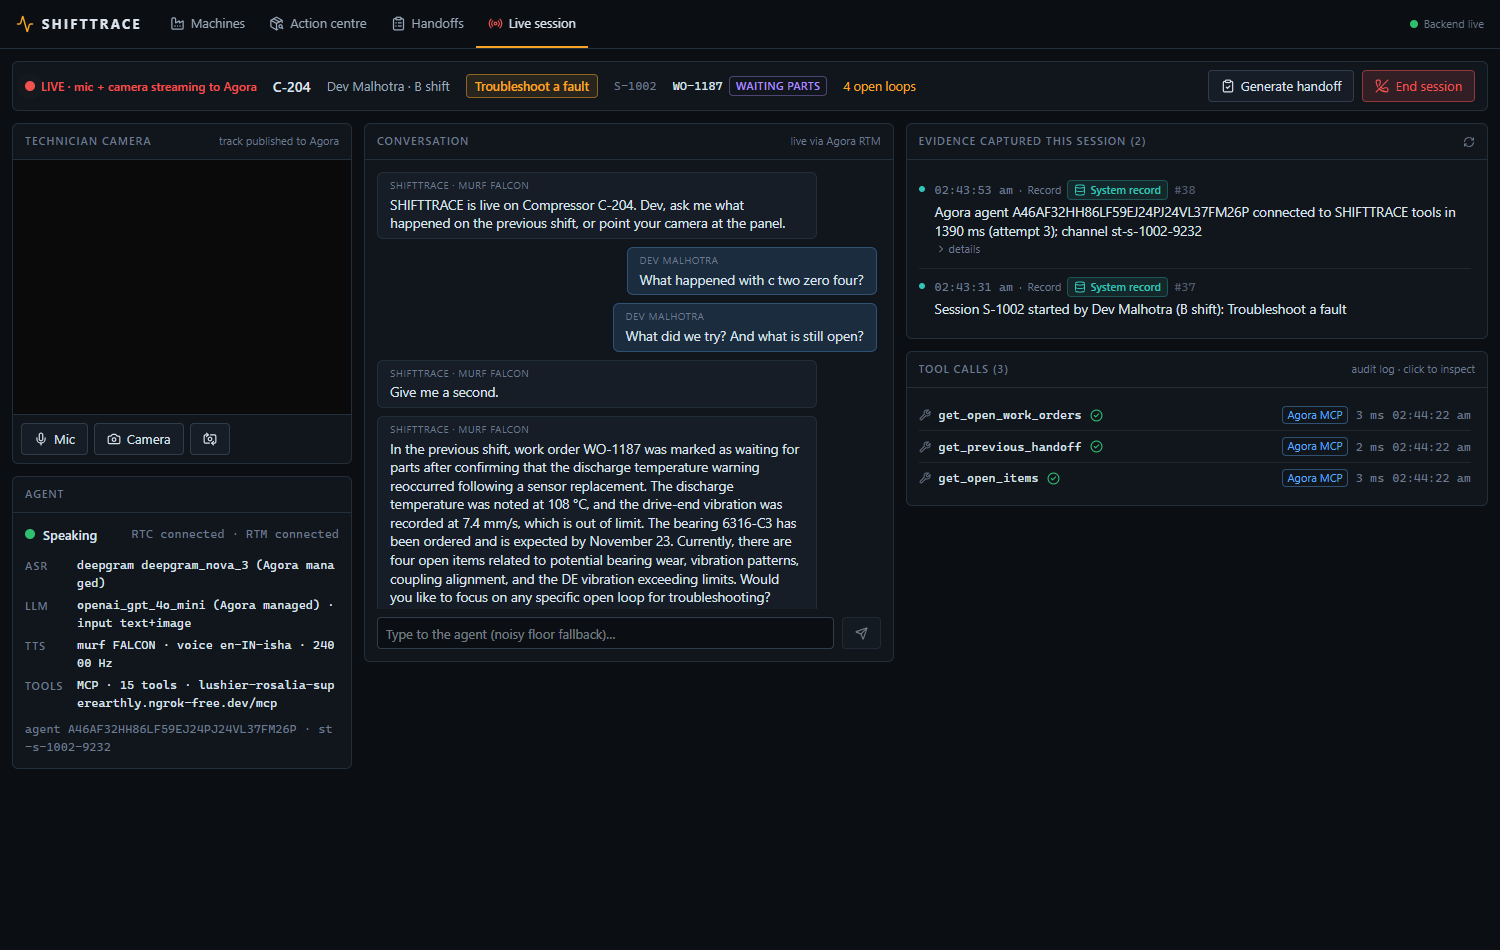 SHIFTTRACE
Machines
Action centre
Handoffs
Live session
Backend live
LIVE · mic + camera streaming to Agora
C-204
Dev Malhotra · B shift
Troubleshoot a fault
S-1002
WO-1187
WAITING PARTS
4 open loops
Generate handoff
End session
TECHNICIAN CAMERA
track published to Agora
Mic
Camera
AGENT
Speaking
RTC connected · RTM connected
ASR
deepgram deepgram_nova_3 (Agora mana
ged)
LLM
openai_gpt_4o_mini (Agora managed) ·
input text+image
TTS
murf FALCON · voice en-IN-isha · 240
00 Hz
TOOLS
MCP · 15 tools · lushier-rosalia-sup
erearthly.ngrok-free.dev/mcp
agent A46AF32HH86LF59EJ24PJ24VL37FM26P · st
-s-1002-9232
CONVERSATION
live via Agora RTM
SHIFTTRACE · MURF FALCON
SHIFTTRACE is live on Compressor C-204. Dev, ask me what
happened on the previous shift, or point your camera at the panel.
DEV MALHOTRA
What happened with c two zero four?
DEV MALHOTRA
What did we try? And what is still open?
SHIFTTRACE · MURF FALCON
Give me a second.
SHIFTTRACE · MURF FALCON
In the previous shift, work order WO-1187 was marked as waiting for
parts after confirming that the discharge temperature warning
reoccurred following a sensor replacement. The discharge
temperature was noted at 108 °C, and the drive-end vibration was
recorded at 7.4 mm/s, which is out of limit. The bearing 6316-C3 has
been ordered and is expected by November 23. Currently, there are
four open items related to potential bearing wear, vibration patterns,
coupling alignment, and the DE vibration exceeding limits. Would
you like to focus on any specific open loop for troubleshooting?
Type to the agent (noisy floor fallback)...
EVIDENCE CAPTURED THIS SESSION (2)
02:43:53 am · Record System record #38
Agora agent A46AF32HH86LF59EJ24PJ24VL37FM26P connected to SHIFTTRACE tools in
1390 ms (attempt 3); channel st-s-1002-9232
details
02:43:31 am · Record System record #37
Session S-1002 started by Dev Malhotra (B shift): Troubleshoot a fault
TOOL CALLS (3)
audit log · click to inspect
get_open_work_orders Agora MCP 3 ms 02:44:22 am
get_previous_handoff Agora MCP 2 ms 02:44:22 am
get_open_items Agora MCP 3 ms 02:44:22 am